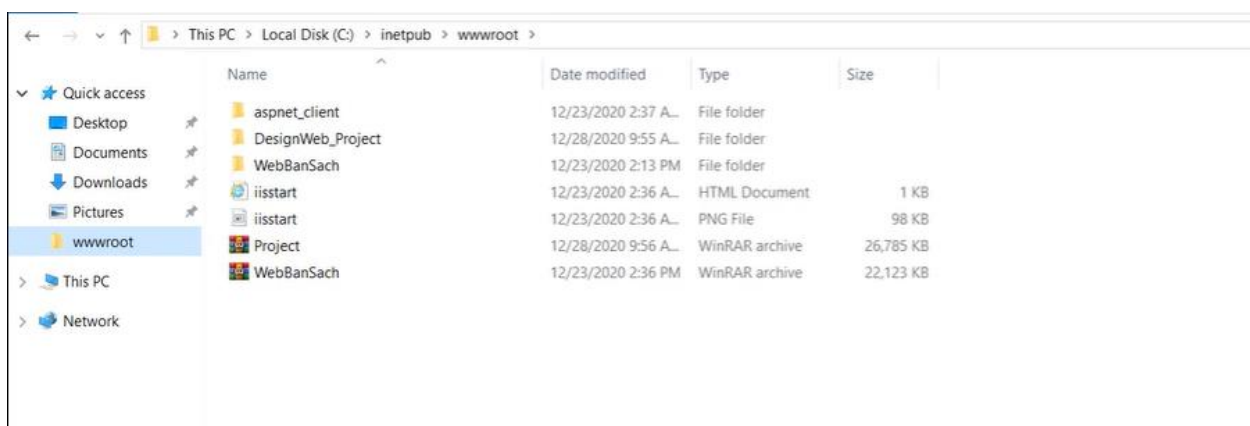 This PC > Local Disk (C:) > inetpub > wwwroot >
Name Date modified Type Size
Quick access
Desktop
Documents
Downloads
Pictures
wwwroot
This PC
Network
aspnet_client 12/23/2020 2:37 A... File folder
DesignWeb_Project 12/28/2020 9:55 A... File folder
WebBanSach 12/23/2020 2:13 PM File folder
iisstart 12/23/2020 2:36 A... HTML Document 1 KB
iisstart 12/23/2020 2:36 A... PNG File 98 KB
Project 12/28/2020 9:56 A... WinRAR archive 26,785 KB
WebBanSach 12/23/2020 2:36 PM WinRAR archive 22,123 KB